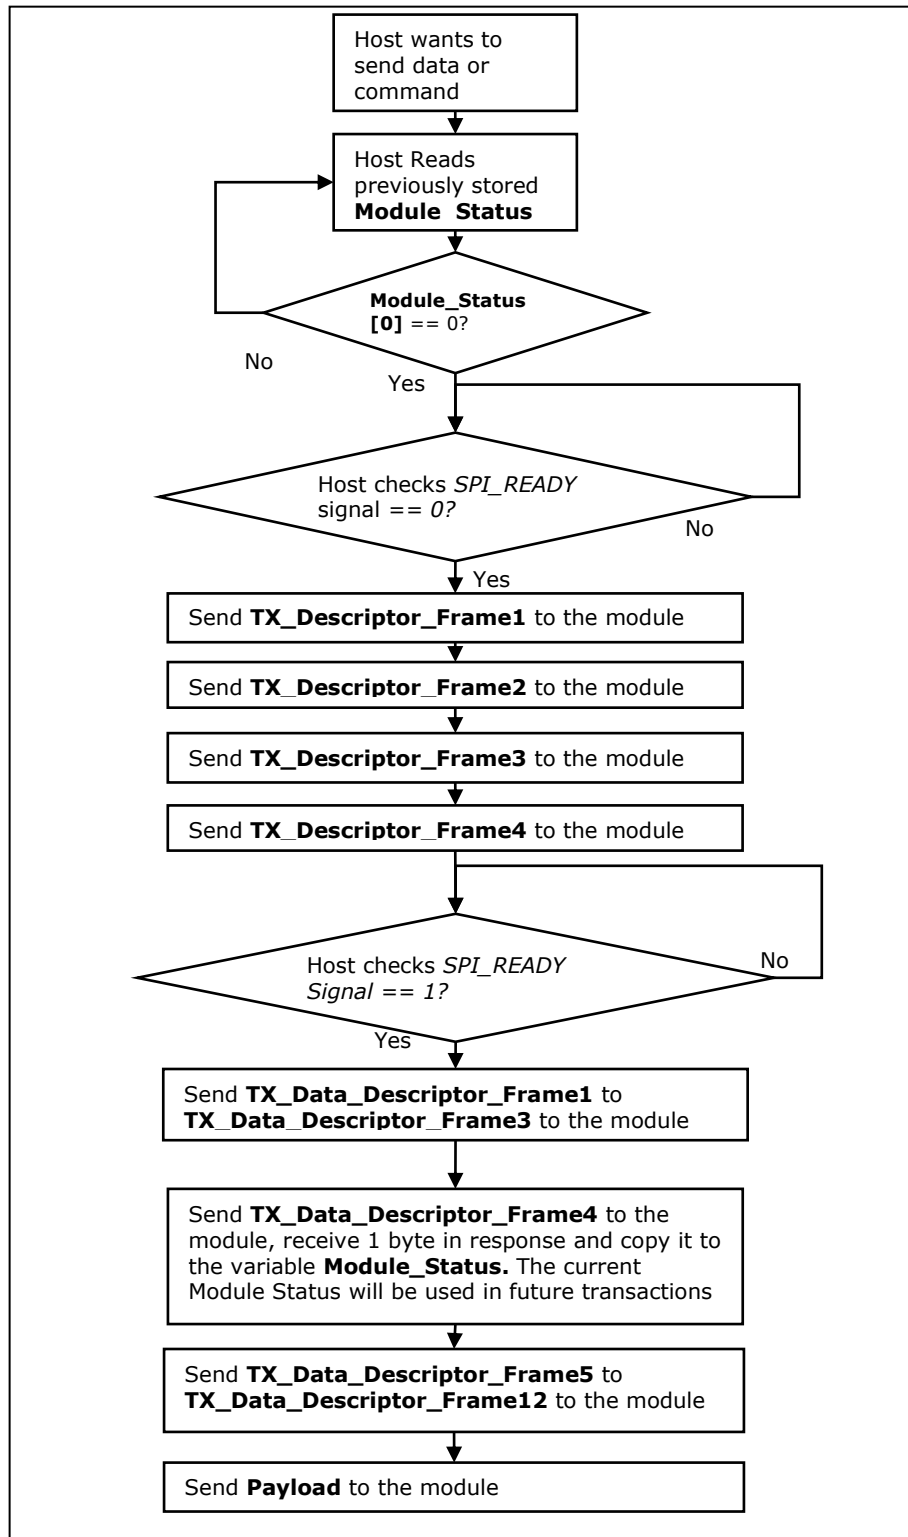 Host wants to
send data or
command
Host Reads
previously stored
Module_Status
Module_Status
[0] == 0?
No
Yes
Host checks SPI_READY
signal == 0?
No
Yes
Send TX_Descriptor_Frame1 to the module
Send TX_Descriptor_Frame2 to the module
Send TX_Descriptor_Frame3 to the module
Send TX_Descriptor_Frame4 to the module
Host checks SPI_READY
Signal == 1?
No
Yes
Send TX_Data_Descriptor_Frame1 to
TX_Data_Descriptor_Frame3 to the module
Send TX_Data_Descriptor_Frame4 to the
module, receive 1 byte in response and copy it to
the variable Module_Status. The current
Module Status will be used in future transactions
Send TX_Data_Descriptor_Frame5 to
TX_Data_Descriptor_Frame12 to the module
Send Payload to the module